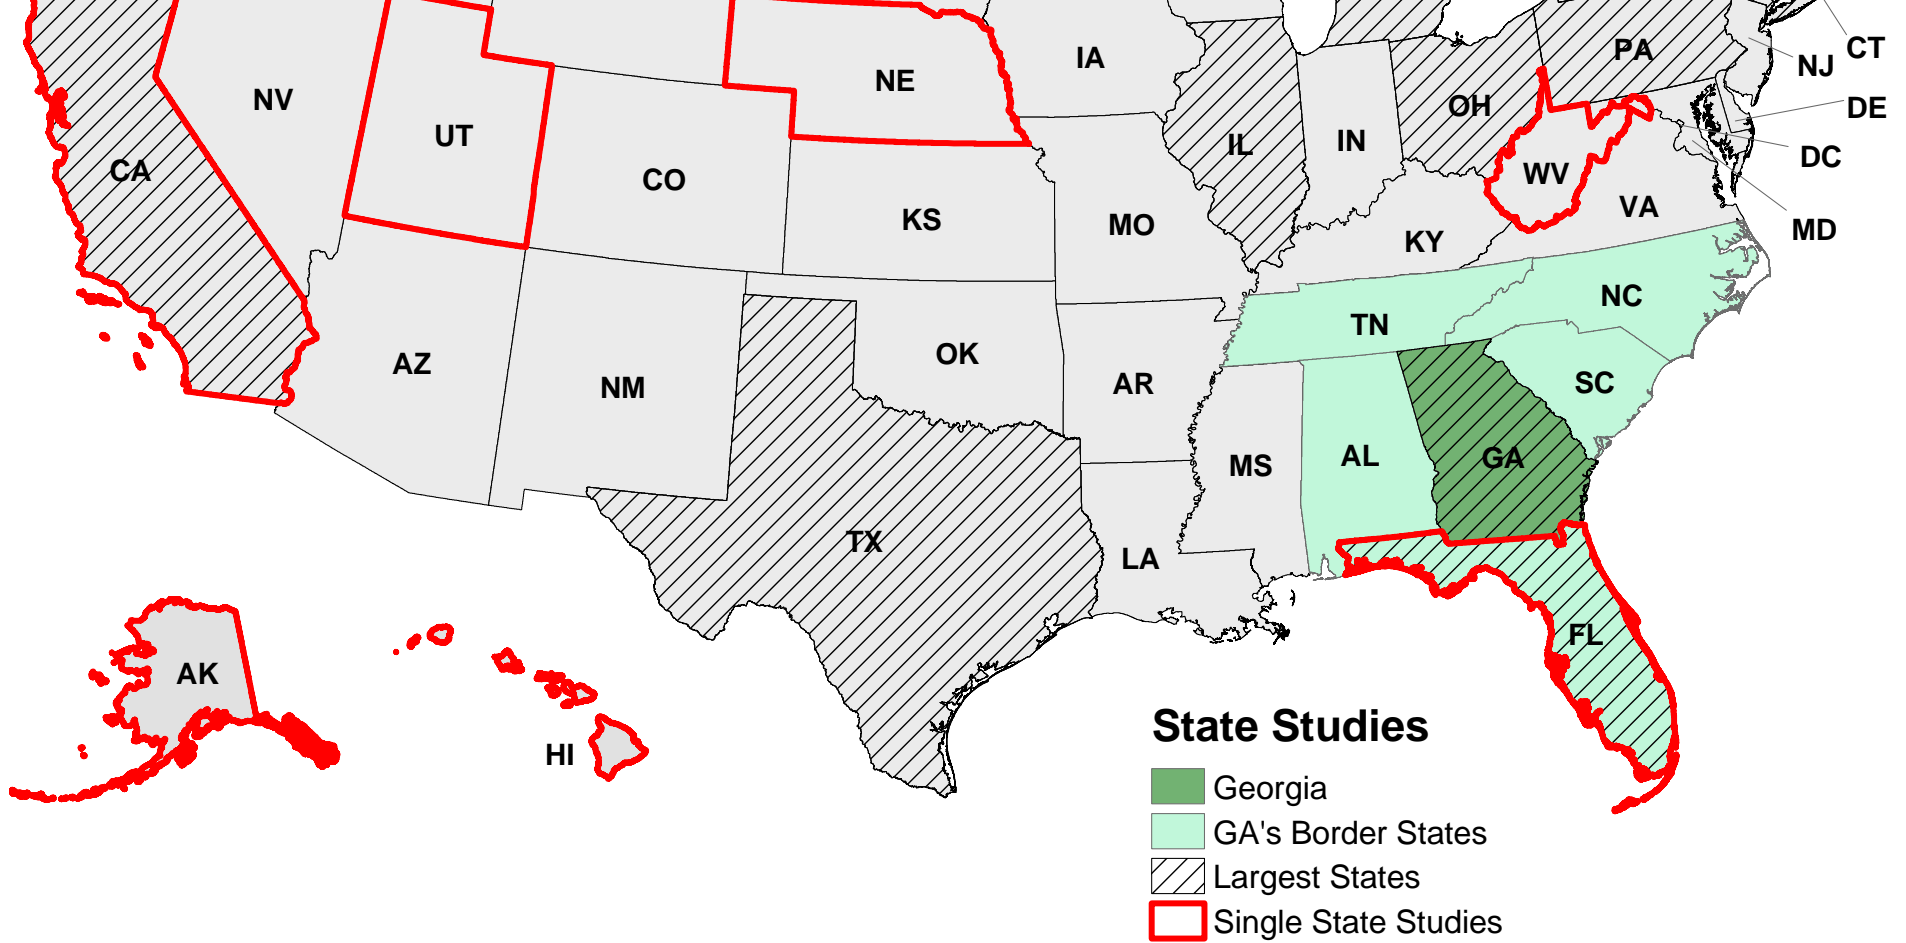 CT
PA
IA
NJ
NE
NV
OH
DE
UT
IL
IN
DC
CA
WV
CO
VA
KS
MO
MD
KY
NC
TN
OK
AZ
SC
AR
NM
AL
GA
MS
TX
LA
FL
AK
HI
State Studies
Georgia
GA's Border States
Largest States
Single State Studies